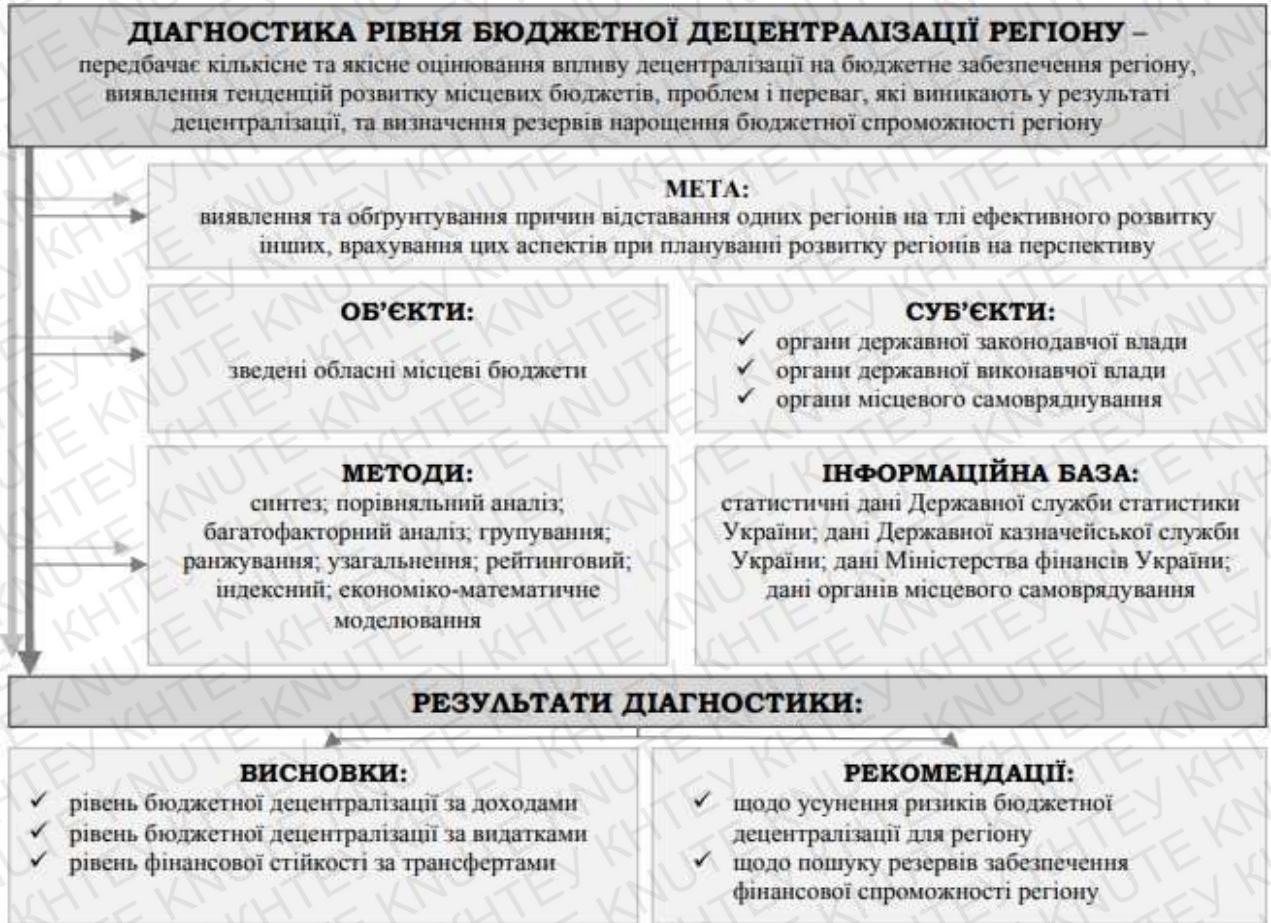 ДІАГНОСТИКА РІВНЯ БЮДЖЕТНОЇ ДЕЦЕНТРАЛІЗАЦІЇ РЕГІОНУ –
передбачає кількісне та якісне оцінювання впливу децентралізації на бюджетне забезпечення регіону,
виявлення тенденцій розвитку місцевих бюджетів, проблем і переваг, які виникають у результаті
децентралізації, та визначення резервів нарощення бюджетної спроможності регіону
МЕТА:
виявлення та обґрунтування причин відставання одних регіонів на тлі ефективного розвитку
інших, врахування цих аспектів при плануванні розвитку регіонів на перспективу
ОБ’ЄКТИ:
зведені обласні місцеві бюджети
СУБ’ЄКТИ:
✓ органи державної законодавчої влади
✓ органи державної виконавчої влади
✓ органи місцевого самовряднування
МЕТОДИ:
синтез; порівняльний аналіз;
багатофакторний аналіз; групування;
ранжування; узагальнення; рейтинговий;
індексний; економіко-математичне
моделювання
ІНФОРМАЦІЙНА БАЗА:
статистичні дані Державної служби статистики
України; дані Державної казначейської служби
України; дані Міністерства фінансів України;
дані органів місцевого самоврядування
РЕЗУЛЬТАТИ ДІАГНОСТИКИ:
ВИСНОВКИ:
✓ рівень бюджетної децентралізації за доходами
✓ рівень бюджетної децентралізації за видатками
✓ рівень фінансової стійкості за трансфертами
РЕКОМЕНДАЦІЇ:
✓ щодо усунення ризиків бюджетної
децентралізації для регіону
✓ щодо пошуку резервів забезпечення
фінансової спроможності регіону